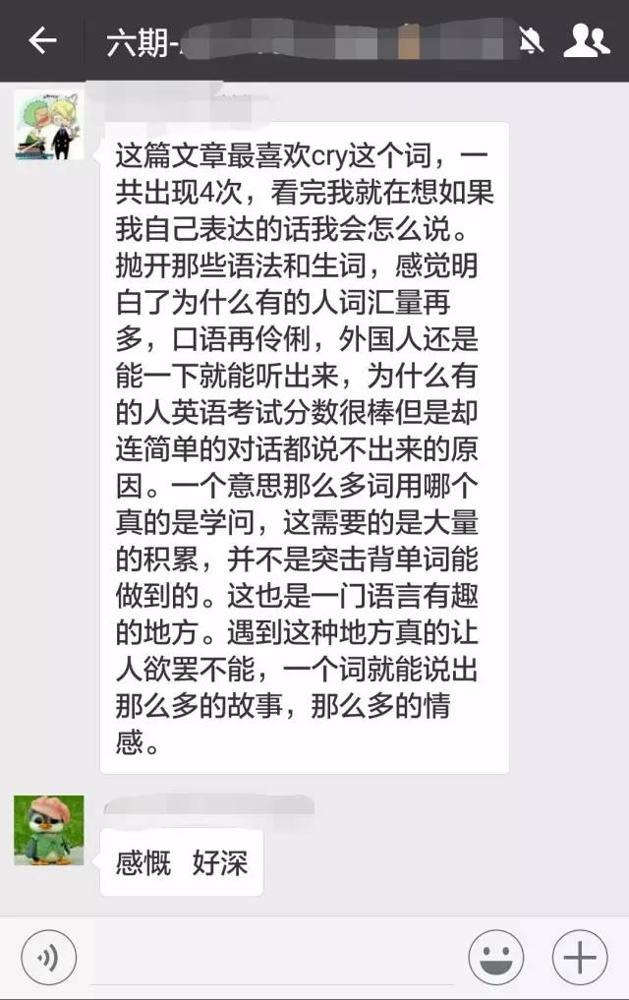 六期-
这篇文章最喜欢cry这个词，一
共出现4次，看完我就在想如果
我自己表达的话我会怎么说。
抛开那些语法和生词，感觉明
白了为什么有的人词汇量再
多，口语再伶俐，外国人还是
能一下就能听出来，为什么有
的人英语考试分数很棒但是却
连简单的对话都说不出来的原
因。一个意思那么多词用哪个
真的是学问，这需要的是大量
的积累，并不是突击背单词能
做到的。这也是一门语言有趣
的地方。遇到这种地方真的让
人欲罢不能，一个词就能说出
那么多的故事，那么多的情
感。
感慨 好深